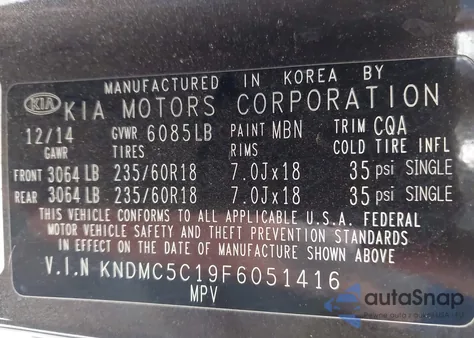 MANUFACTURED IN KOREA BY
KIA KIA MOTORS CORPORATION
12/14 GVWR 6085LB PAINT MBN TRIM CQA
GAWR TIRES RIMS COLD TIRE INFL
FRONT 3064 LB 235/60R18 7.0Jx18 35 psi SINGLE
REAR 3064 LB 235/60R18 7.0Jx18 35 psi SINGLE
THIS VEHICLE CONFORMS TO ALL APPLICABLE U.S.A. FEDERAL
MOTOR VEHICLE SAFETY AND THEFT PREVENTION STANDARDS
IN EFFECT ON THE DATE OF MANUFACTURE SHOWN ABOVE
V.I.N KNDMC5C19F6051416
MPV
autoSnap